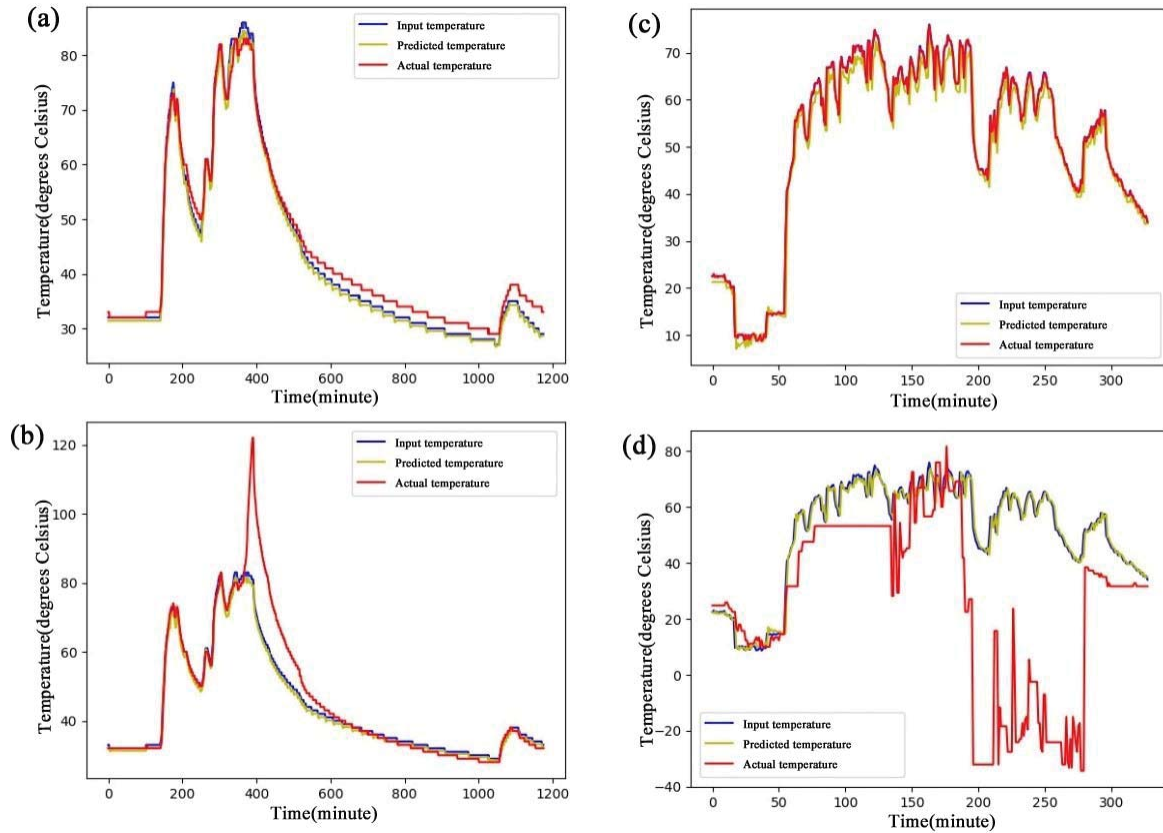 (a)
Temperature(degrees Celsius)
80
70
60
50
40
30
Input temperature
Predicted temperature
Actual temperature
0 200 400 600 800 1000 1200
Time(minute)
(c)
Temperature(degrees Celsius)
70
60
50
40
30
20
10
Input temperature
Predicted temperature
Actual temperature
0 50 100 150 200 250 300
Time(minute)
(b)
Temperature(degrees Celsius)
120
100
80
60
40
Input temperature
Predicted temperature
Actual temperature
0 200 400 600 800 1000 1200
Time(minute)
(d)
Temperature(degrees Celsius)
80
60
40
20
0
−20
−40
Input temperature
Predicted temperature
Actual temperature
0 50 100 150 200 250 300
Time(minute)